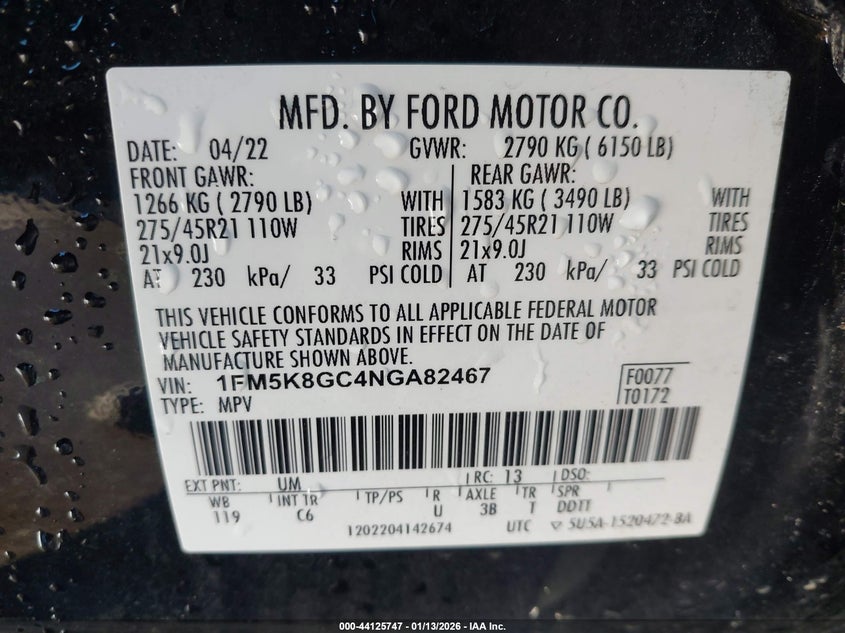 MFD. BY FORD MOTOR CO.
DATE: 04/22 GVWR: 2790 KG ( 6150 LB)
FRONT GAWR: REAR GAWR:
1266 KG ( 2790 LB) WITH 1583 KG ( 3490 LB) WITH
275/45R21 110W TIRES 275/45R21 110W TIRES
21x9.0J RIMS 21x9.0J RIMS
AT 230 kPa/ 33 PSI COLD AT 230 kPa/ 33 PSI COLD
THIS VEHICLE CONFORMS TO ALL APPLICABLE FEDERAL MOTOR
VEHICLE SAFETY STANDARDS IN EFFECT ON THE DATE OF
MANUFACTURE SHOWN ABOVE.
VIN: 1FM5K8GC4NGA82467 F0077
TYPE: MPV T0172
EXT PNT: UM RC: 13 DSO:
WB INT TR TP/PS R AXLE TR SPR
119 C6 U 3B T DDTT
1202204142674 UTC 5U5A-1520472-BA
000-44125747 - 01/13/2026 - IAA Inc.